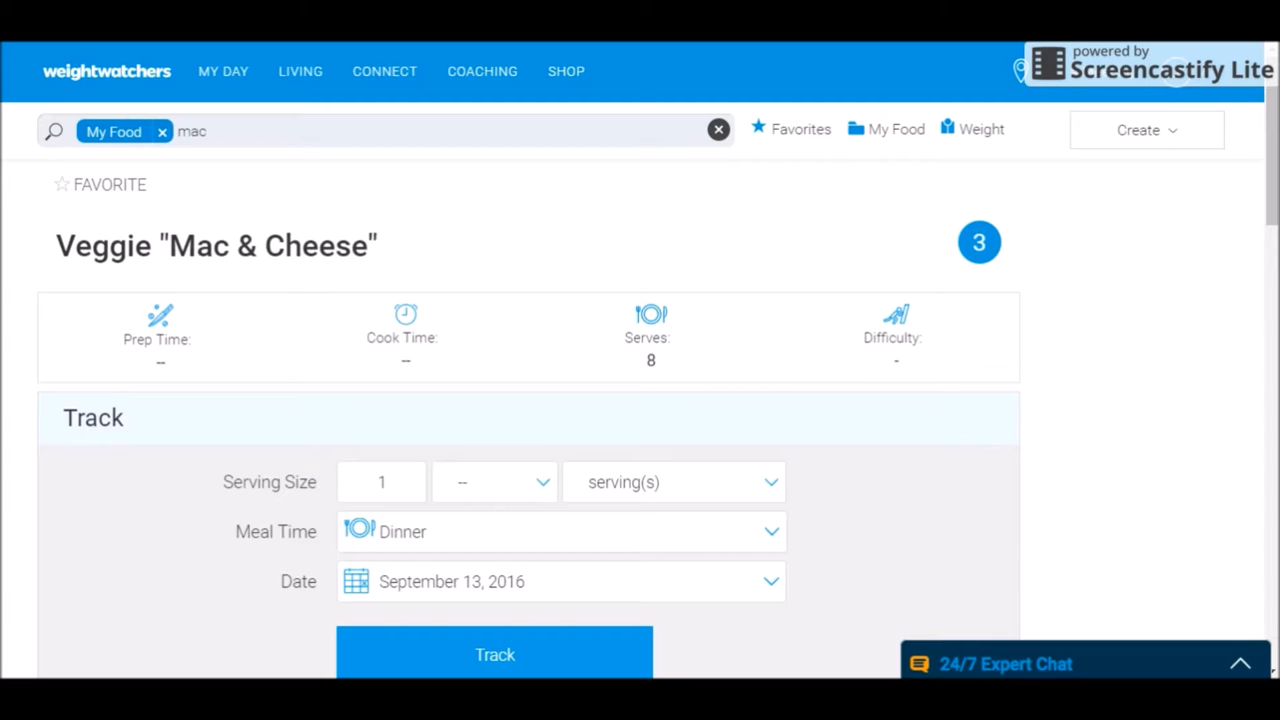 powered by
Screencastify Lite
weightwatchers MY DAY LIVING CONNECT COACHING SHOP
My Food x mac Favorites My Food Weight Create
FAVORITE
Veggie "Mac & Cheese" 3
Prep Time: Cook Time: Serves: Difficulty:
-- -- 8 -
Track
Serving Size 1 -- serving(s)
Meal Time Dinner
Date September 13, 2016
Track
24/7 Expert Chat